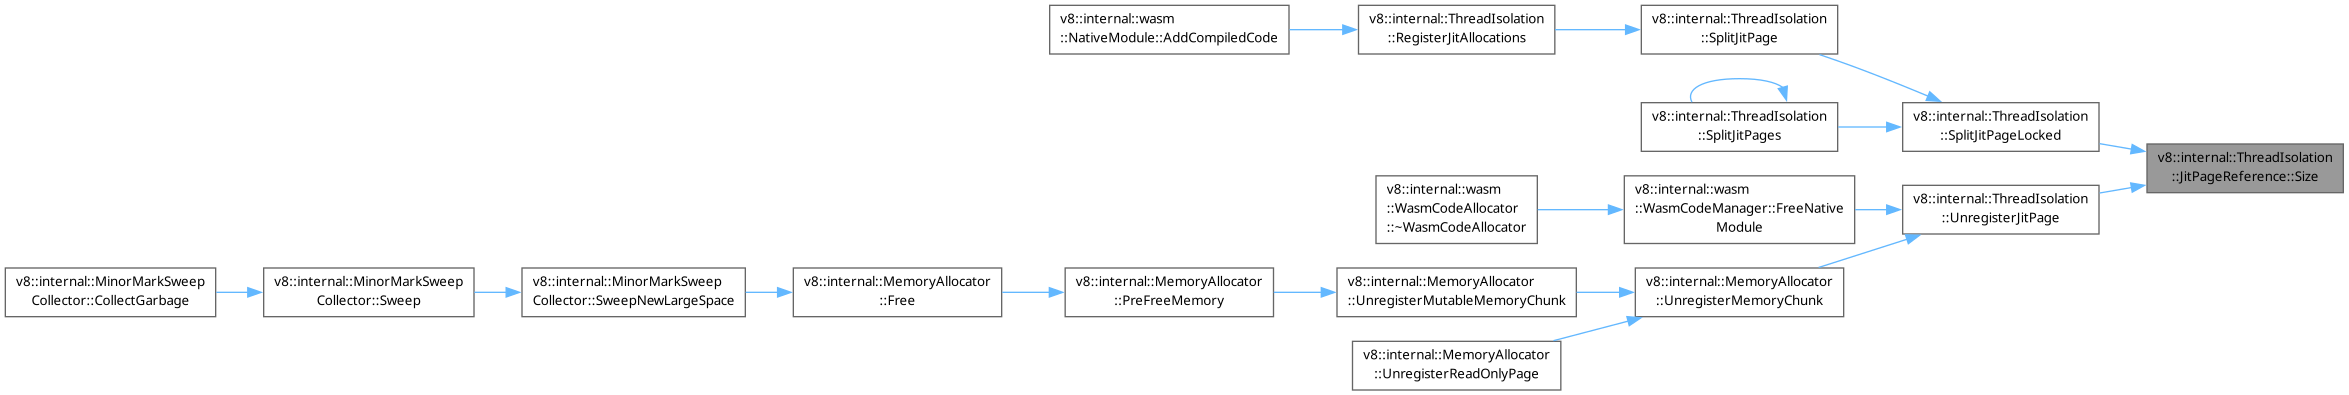 v8::internal::wasm
::NativeModule::AddCompiledCode
v8::internal::ThreadIsolation
::RegisterJitAllocations
v8::internal::ThreadIsolation
::SplitJitPage
v8::internal::ThreadIsolation
::SplitJitPages
v8::internal::ThreadIsolation
::SplitJitPageLocked
v8::internal::ThreadIsolation
::JitPageReference::Size
v8::internal::wasm
::WasmCodeAllocator
::~WasmCodeAllocator
v8::internal::wasm
::WasmCodeManager::FreeNative
Module
v8::internal::ThreadIsolation
::UnregisterJitPage
v8::internal::MinorMarkSweep
Collector::CollectGarbage
v8::internal::MinorMarkSweep
Collector::Sweep
v8::internal::MinorMarkSweep
Collector::SweepNewLargeSpace
v8::internal::MemoryAllocator
::Free
v8::internal::MemoryAllocator
::PreFreeMemory
v8::internal::MemoryAllocator
::UnregisterMutableMemoryChunk
v8::internal::MemoryAllocator
::UnregisterMemoryChunk
v8::internal::MemoryAllocator
::UnregisterReadOnlyPage